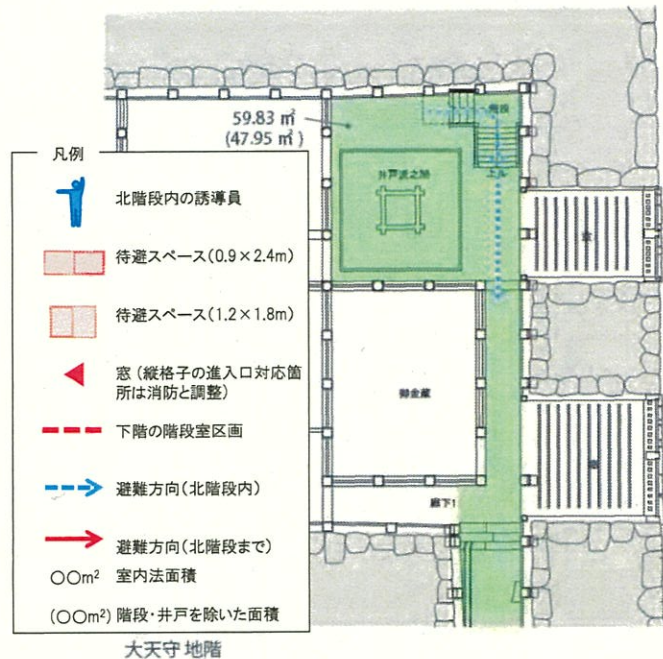 59.83 ㎡
(47.95 ㎡)
階段
上ル
井戸流之間
御金蔵
廊下1
凡例
北階段内の誘導員
待避スペース(0.9×2.4m)
待避スペース(1.2×1.8m)
窓(縦格子の進入口対応箇
所は消防と調整)
下階の階段室区画
避難方向(北階段内)
避難方向(北階段まで)
○○m² 室内法面積
(○○m²) 階段・井戸を除いた面積
大天守 地階